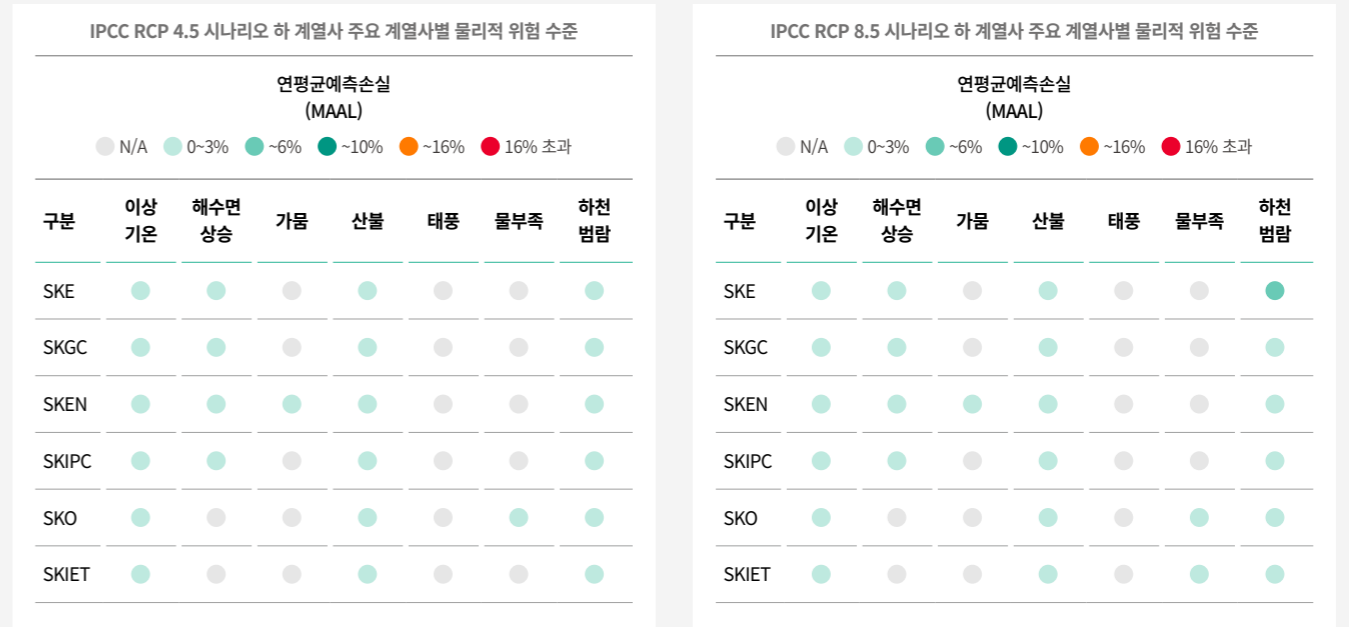 IPCC RCP 4.5 시나리오 하 계열사 주요 계열사별 물리적 위험 수준
연평균예측손실
(MAAL)
N/A 0~3% ~6% ~10% ~16% 16% 초과
구분 이상 기온 해수면 상승 가뭄 산불 태풍 물부족 하천 범람
SKE
SKGC
SKEN
SKIPC
SKO
SKIET
IPCC RCP 8.5 시나리오 하 계열사 주요 계열사별 물리적 위험 수준
연평균예측손실
(MAAL)
N/A 0~3% ~6% ~10% ~16% 16% 초과
구분 이상 기온 해수면 상승 가뭄 산불 태풍 물부족 하천 범람
SKE
SKGC
SKEN
SKIPC
SKO
SKIET